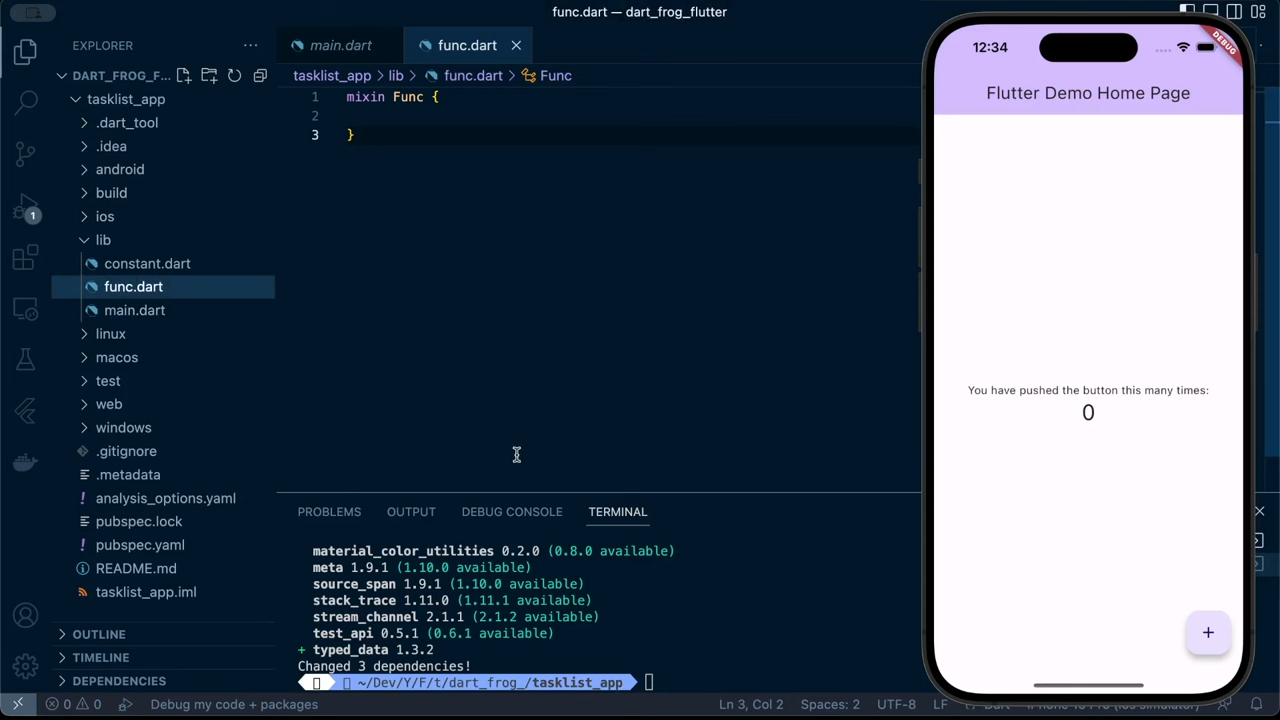 func.dart — dart_frog_flutter
EXPLORER
DART_FROG_F...
tasklist_app
.dart_tool
.idea
android
build
ios
lib
constant.dart
func.dart
main.dart
linux
macos
test
web
windows
.gitignore
.metadata
analysis_options.yaml
pubspec.lock
pubspec.yaml
README.md
tasklist_app.iml
OUTLINE
TIMELINE
DEPENDENCIES
1
main.dart
func.dart
tasklist_app > lib > func.dart > Func
1 mixin Func {
2
3 }
PROBLEMS OUTPUT DEBUG CONSOLE TERMINAL
material_color_utilities 0.2.0 (0.8.0 available)
meta 1.9.1 (1.10.0 available)
source_span 1.9.1 (1.10.0 available)
stack_trace 1.11.0 (1.11.1 available)
stream_channel 2.1.1 (2.1.2 available)
test_api 0.5.1 (0.6.1 available)
+ typed_data 1.3.2
Changed 3 dependencies!
~/Dev/Y/F/t/dart_frog_/tasklist_app
0 0 Debug my code + packages
Ln 3, Col 2 Spaces: 2 UTF-8 LF Dart
12:34
DEBUG
Flutter Demo Home Page
You have pushed the button this many times:
0
+